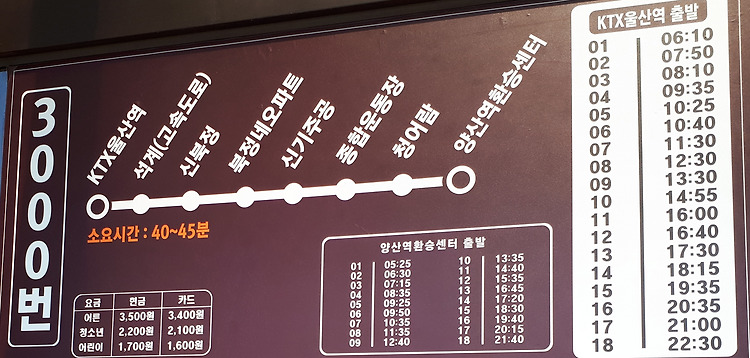 3000번
KTX울산역
석계(고속도로)
신북정
북정네오파트
신기주공
종합운동장
청어람
양산역환승센터
소요시간 : 40~45분
요금 현금 카드
어른 3,500원 3,400원
청소년 2,200원 2,100원
어린이 1,700원 1,600원
양산역환승센터 출발
01 05:25
02 06:30
03 07:15
04 08:35
05 09:25
06 09:50
07 10:35
08 11:35
09 12:40
10 13:35
11 14:40
12 15:35
13 16:45
14 17:20
15 18:30
16 19:40
17 20:15
18 21:40
KTX울산역 출발
01 06:10
02 07:50
03 08:10
04 09:35
05 10:25
06 10:40
07 11:30
08 12:30
09 13:30
10 14:55
11 16:00
12 16:40
13 17:30
14 18:15
15 19:35
16 20:35
17 21:00
18 22:30